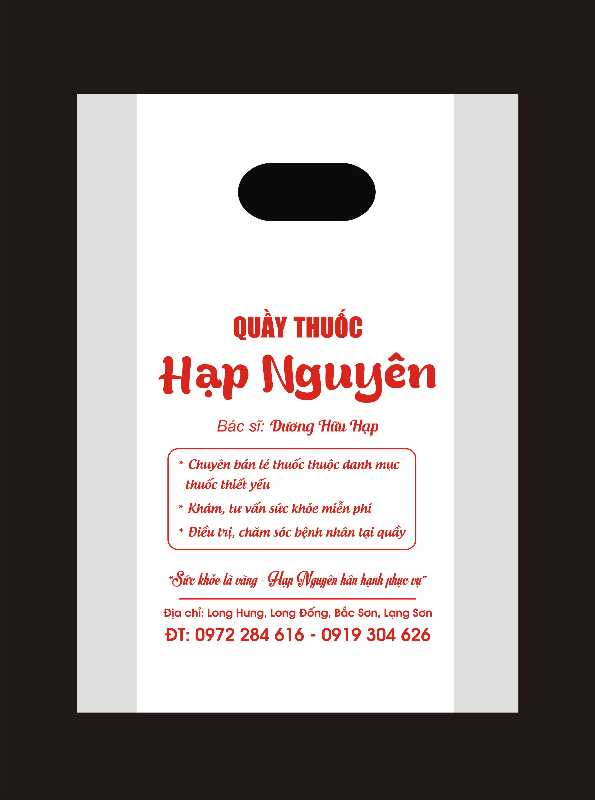 QUẦY THUỐC
Hạp Nguyên
Bác sĩ: Dương Hữu Hạp
* Chuyên bán lẻ thuốc thuộc danh mục
thuốc thiết yếu
* Khám, tư vấn sức khỏe miễn phí
* Điều trị, chăm sóc bệnh nhân tại quầy
"Sức khỏe là vàng - Hạp Nguyên hân hạnh phục vụ"
Địa chỉ: Long Hưng, Long Đống, Bắc Sơn, Lạng Sơn
ĐT: 0972 284 616 - 0919 304 626